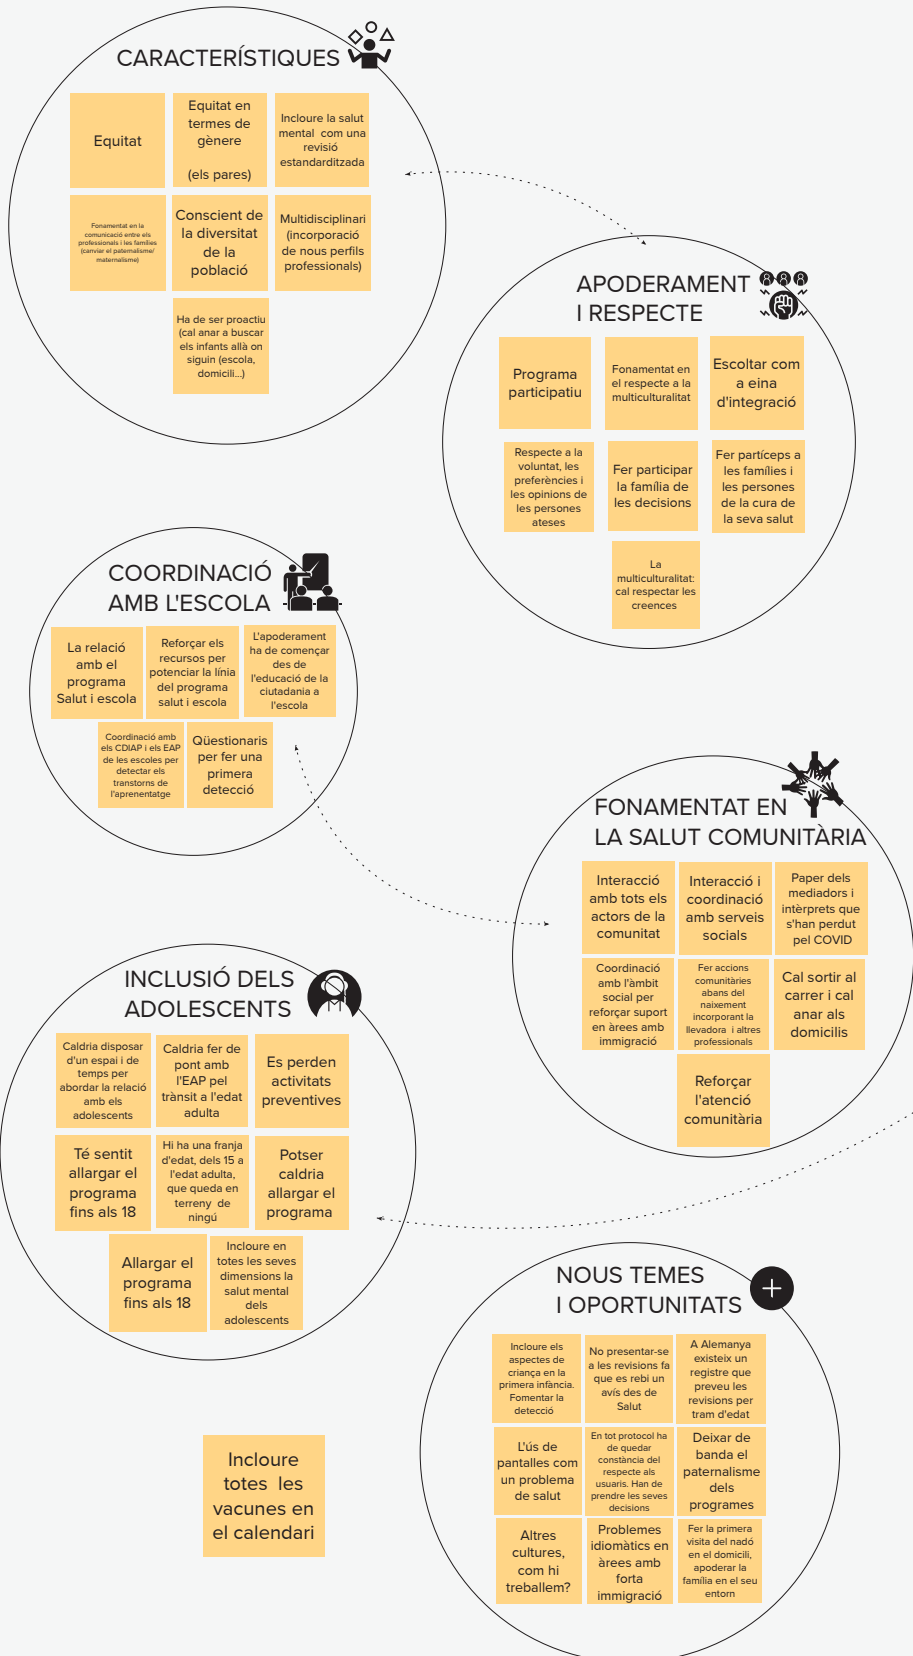 CARACTERÍSTIQUES
Equitat
Equitat en
termes de
gènere
(els pares)
Incloure la salut
mental com una
revisió
estandarditzada
Fonamentat en la
comunicació entre els
professionals i les famílies
(canviar el paternalisme/
maternalisme)
Conscient de
la diversitat
de la
població
Multidisciplinari
(incorporació
de nous perfils
professionals)
Ha de ser proactiu
(cal anar a buscar
els infants allà on
siguin (escola,
domicili...)
APODERAMENT
I RESPECTE
Programa
participatiu
Fonamentat en
el respecte a la
multiculturalitat
Escoltar com
a eina
d'integració
Respecte a la
voluntat, les
preferències i
les opinions de
les persones
ateses
Fer participar
la família de
les decisions
Fer partíceps a
les famílies i
les persones
de la cura de
la seva salut
La
multiculturalitat:
cal respectar les
creences
COORDINACIÓ
AMB L'ESCOLA
La relació
amb el
programa
Salut i escola
Reforçar els
recursos per
potenciar la línia
del programa
salut i escola
L'apoderament
ha de començar
des de
l'educació de la
ciutadania a
l'escola
Coordinació amb
els CDIAP i els EAP
de les escoles per
detectar els
transtorns de
l'aprenentatge
Qüestionaris
per fer una
primera
detecció
FONAMENTAT EN
LA SALUT COMUNITÀRIA
Interacció
amb tots els
actors de la
comunitat
Interacció i
coordinació
amb serveis
socials
Paper dels
mediadors i
intèrprets que
s'han perdut
pel COVID
Coordinació
amb l'àmbit
social per
reforçar suport
en àrees amb
immigració
Fer accions
comunitàries
abans del
naixement
incorporant la
llevadora i altres
professionals
Cal sortir al
carrer i cal
anar als
domicilis
Reforçar
l'atenció
comunitària
INCLUSIÓ DELS
ADOLESCENTS
Caldria disposar
d'un espai i de
temps per
abordar la relació
amb els
adolescents
Caldria fer de
pont amb
l'EAP pel
trànsit a l'edat
adulta
Es perden
activitats
preventives
Té sentit
allargar el
programa
fins als 18
Hi ha una franja
d'edat, dels 15 a
l'edat adulta,
que queda en
terreny de
ningú
Potser
caldria
allargar el
programa
Allargar el
programa
fins als 18
Incloure en
totes les seves
dimensions la
salut mental
dels
adolescents
NOUS TEMES
I OPORTUNITATS
Incloure els
aspectes de
criança en la
primera infància.
Fomentar la
detecció
No presentar-se
a les revisions fa
que es rebi un
avís des de
Salut
A Alemanya
existeix un
registre que
preveu les
revisions per
tram d'edat
L'ús de
pantalles com
un problema
de salut
En tot protocol ha
de quedar
constància del
respecte als
usuaris. Han de
prendre les seves
decisions
Deixar de
banda el
paternalisme
dels
programes
Altres
cultures,
com hi
treballem?
Problemes
idiomàtics en
àrees amb
forta
immigració
Fer la primera
visita del nadó
en el domicili,
apoderar la
família en el seu
entorn
Incloure
totes les
vacunes en
el calendari